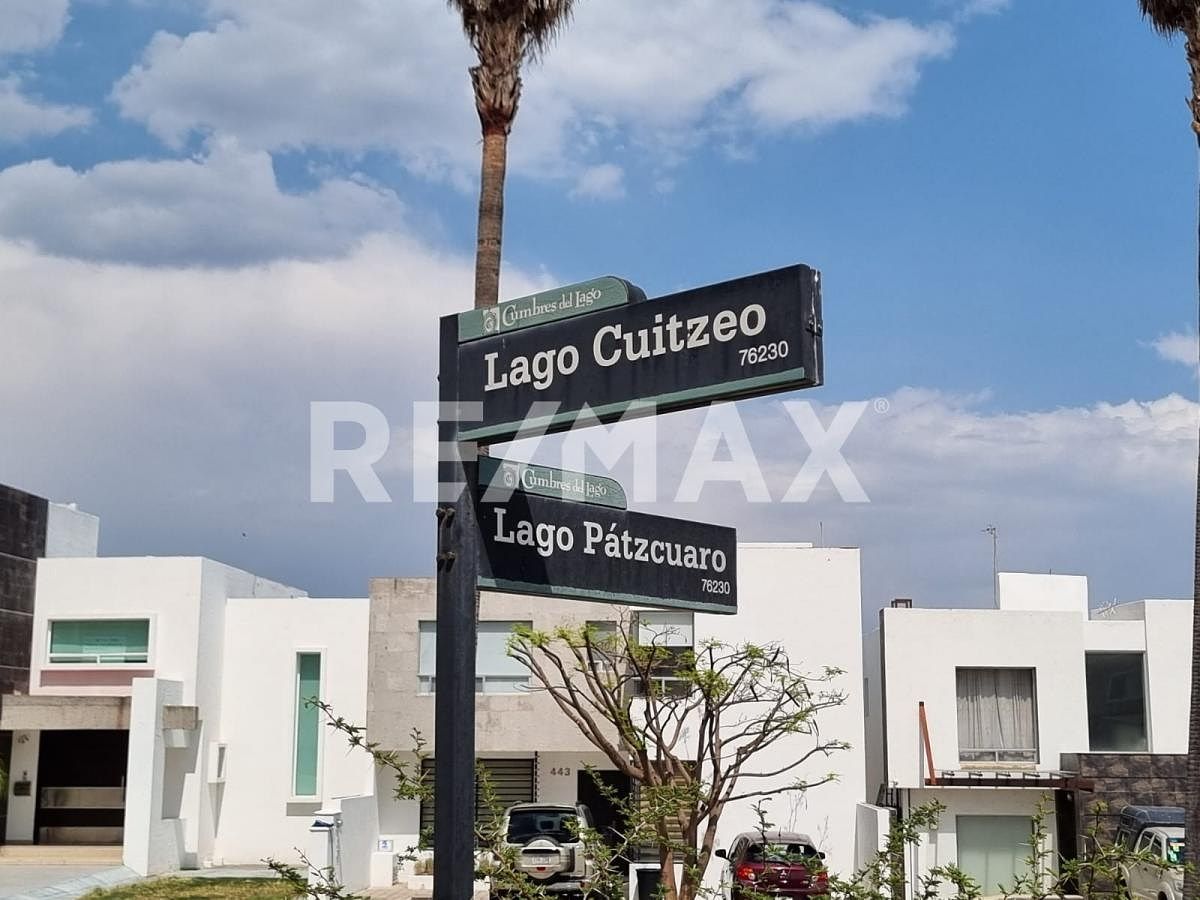 Cumbres del Lago
Lago Cuitzeo
76230
RE/MAX®
Cumbres del Lago
Lago Pátzcuaro
76230
443